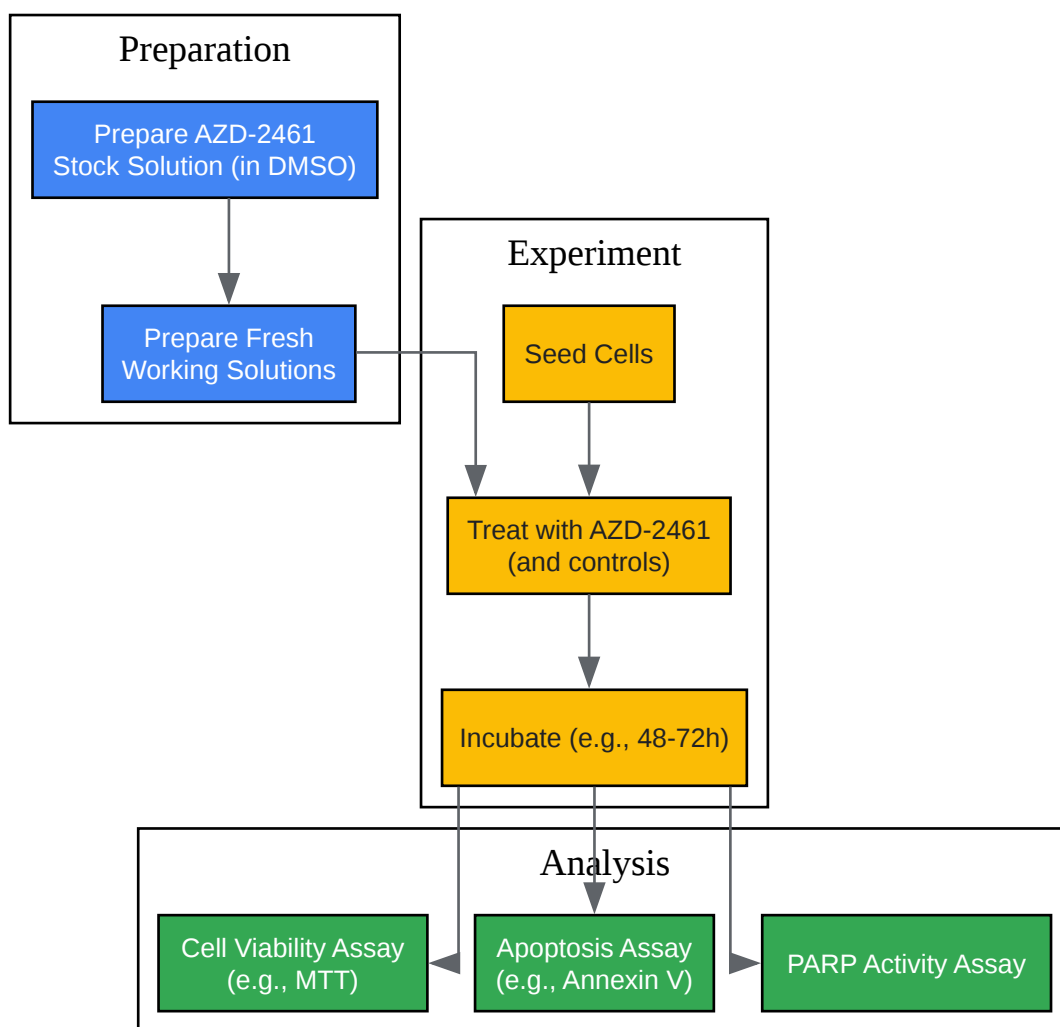 Preparation
Prepare AZD-2461
Stock Solution (in DMSO)
Prepare Fresh
Working Solutions
Experiment
Seed Cells
Treat with AZD-2461
(and controls)
Incubate (e.g., 48-72h)
Analysis
Cell Viability Assay
(e.g., MTT)
Apoptosis Assay
(e.g., Annexin V)
PARP Activity Assay